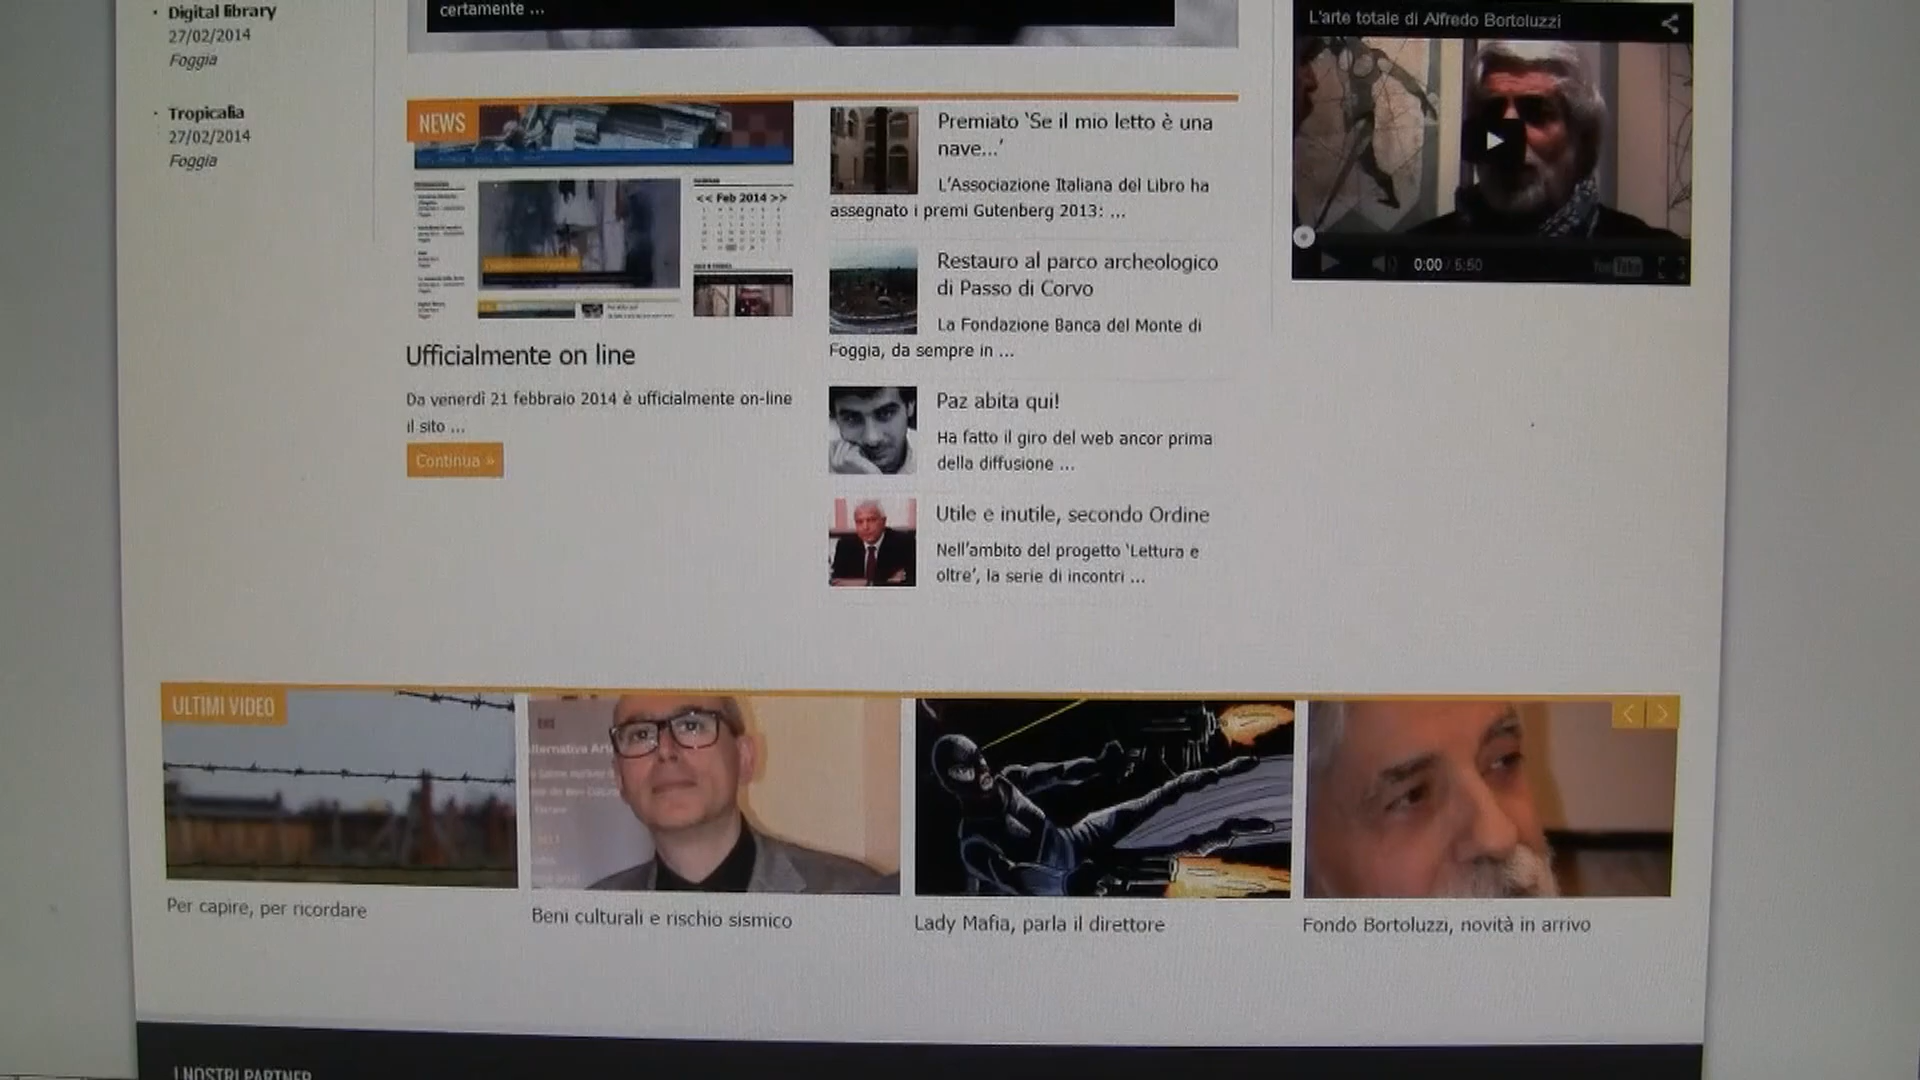 certamente ...
Digital library
27/02/2014
Foggia
Tropicalia
27/02/2014
Foggia
NEWS
<< Feb 2014 >>
Ufficialmente on line
Da venerdì 21 febbraio 2014 è ufficialmente on-line
il sito ...
Continua »
Premiato ‘Se il mio letto è una
nave...’
L’Associazione Italiana del Libro ha
assegnato i premi Gutenberg 2013: ...
Restauro al parco archeologico
di Passo di Corvo
La Fondazione Banca del Monte di
Foggia, da sempre in ...
Paz abita qui!
Ha fatto il giro del web ancor prima
della diffusione ...
Utile e inutile, secondo Ordine
Nell’ambito del progetto ‘Lettura e
oltre’, la serie di incontri ...
L'arte totale di Alfredo Bortoluzzi
0:00 / 5:50
YouTube
ULTIMI VIDEO
Per capire, per ricordare
Beni culturali e rischio sismico
Lady Mafia, parla il direttore
Fondo Bortoluzzi, novità in arrivo
I NOSTRI PARTNER